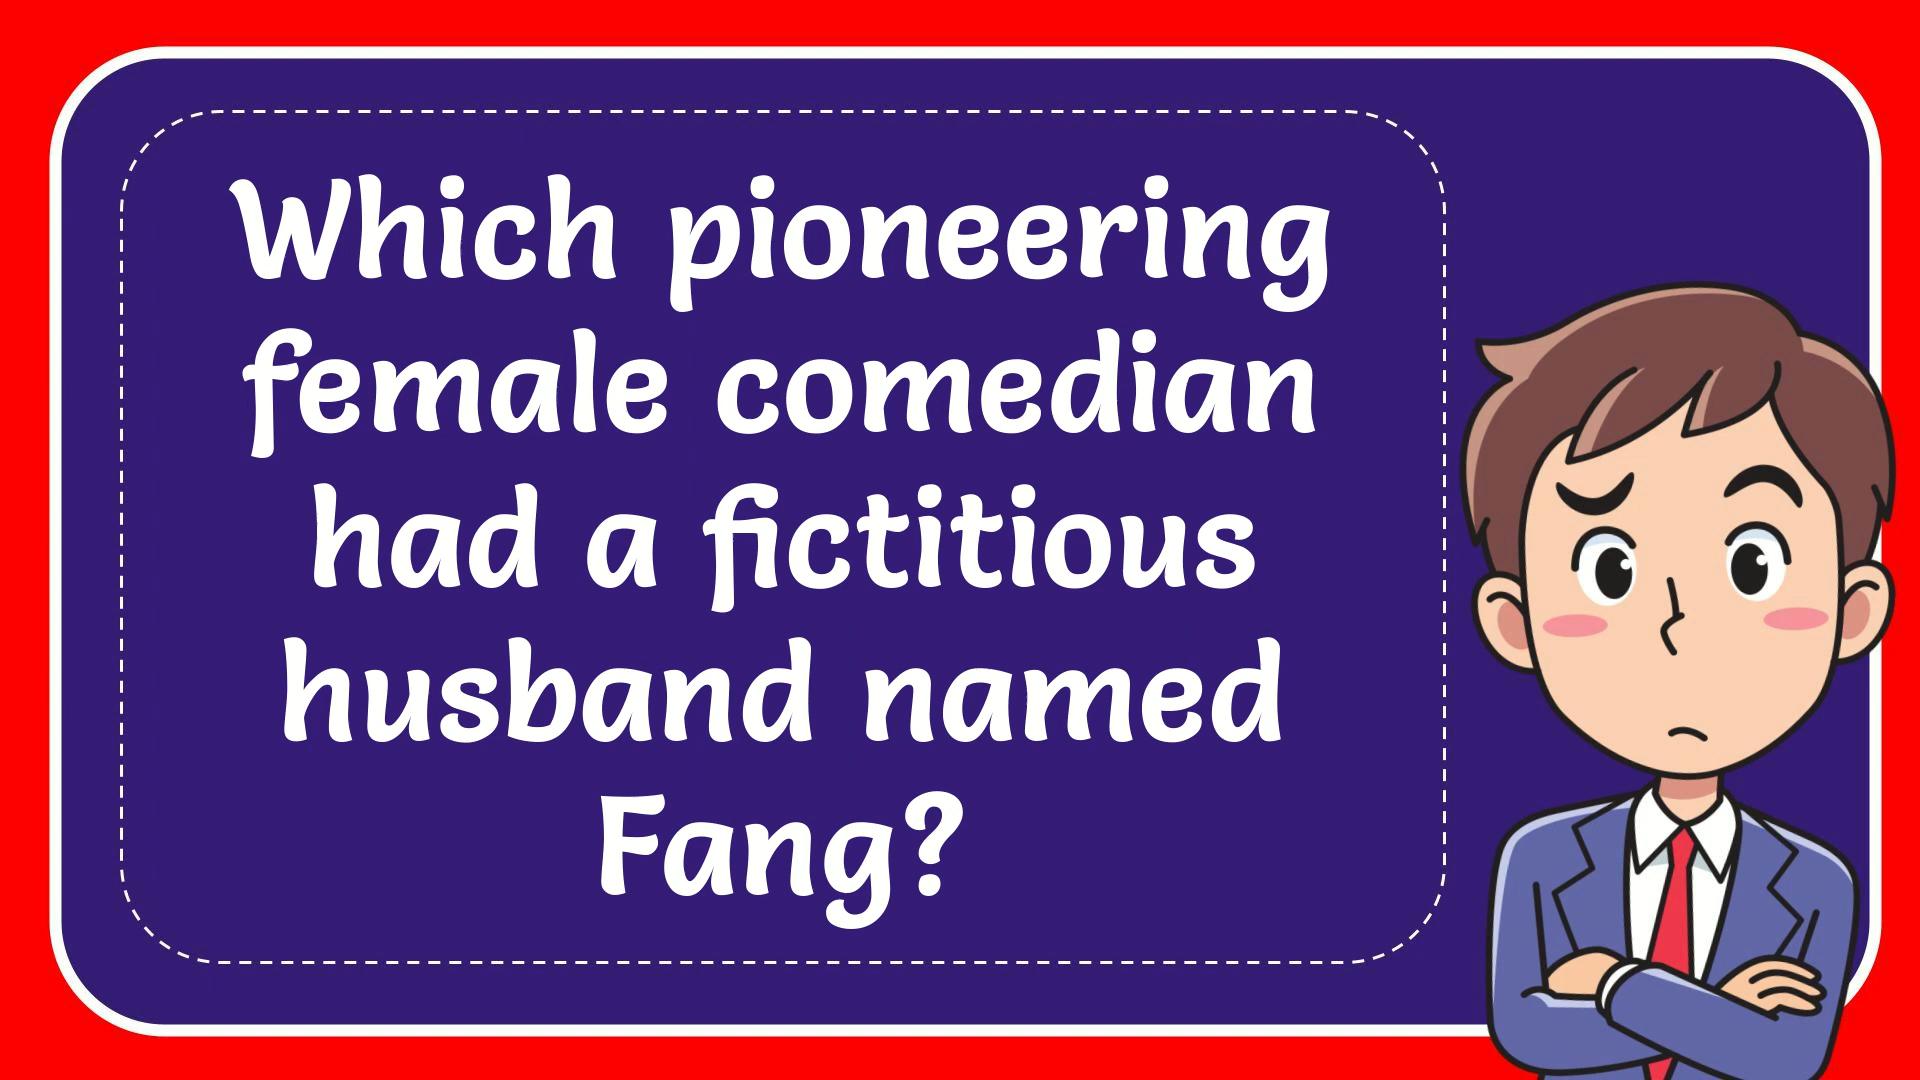 Which pioneering
female comedian
had a fictitious
husband named
Fang?